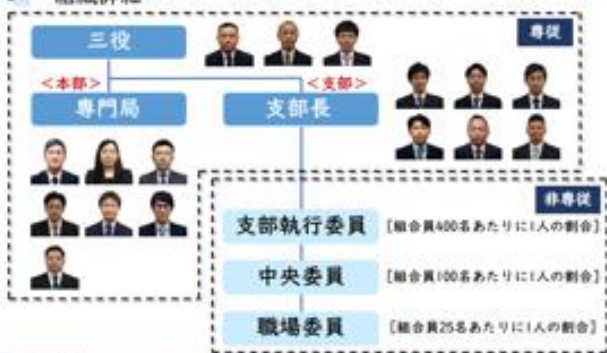 三役
専従
<本部>
<支部>
専門局
支部長
非専従
支部執行委員
[組合員400名あたりに1人の割合]
中央委員
[組合員100名あたりに1人の割合]
職場委員
[組合員25名あたりに1人の割合]